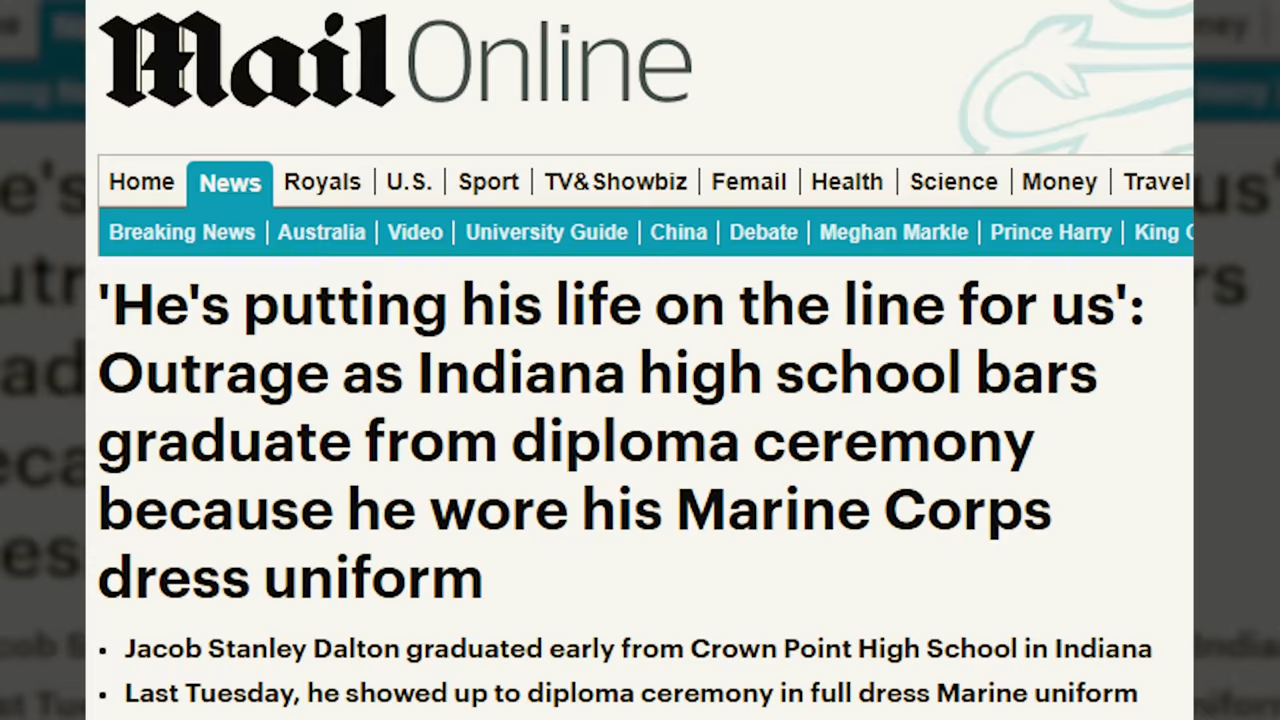 Mail Online
Home News Royals U.S. Sport TV&Showbiz Femail Health Science Money Travel
Breaking News Australia Video University Guide China Debate Meghan Markle Prince Harry King
'He's putting his life on the line for us':
Outrage as Indiana high school bars
graduate from diploma ceremony
because he wore his Marine Corps
dress uniform
• Jacob Stanley Dalton graduated early from Crown Point High School in Indiana
• Last Tuesday, he showed up to diploma ceremony in full dress Marine uniform